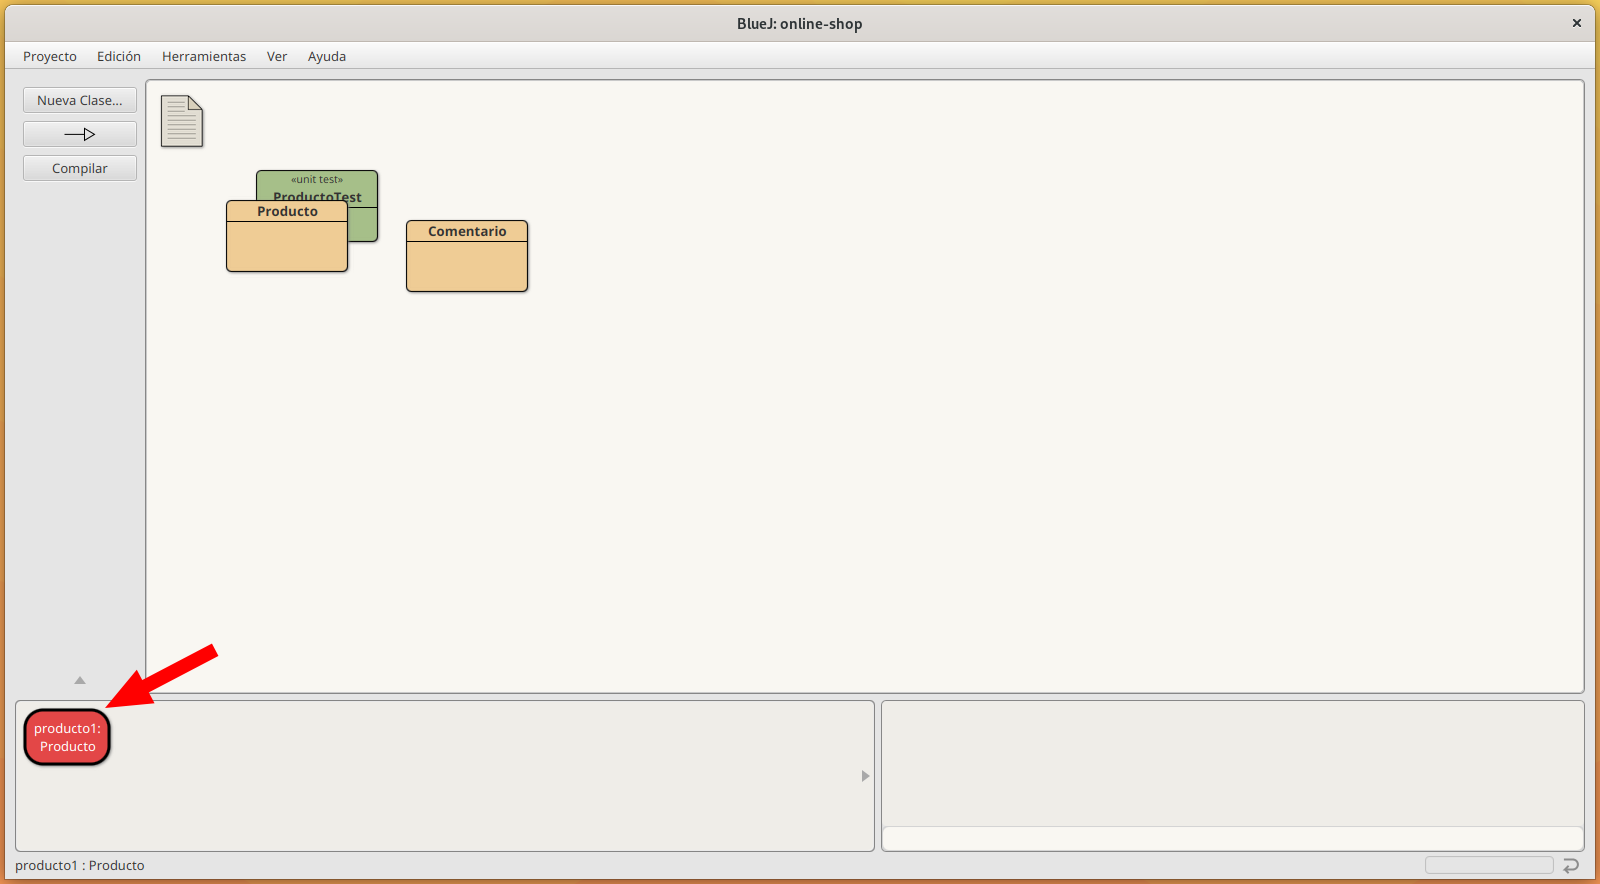 BlueJ: online-shop
Proyecto Edición Herramientas Ver Ayuda
Nueva Clase...
Compilar
«unit test»
ProductoTest
Producto
Comentario
producto1:
Producto
producto1 : Producto